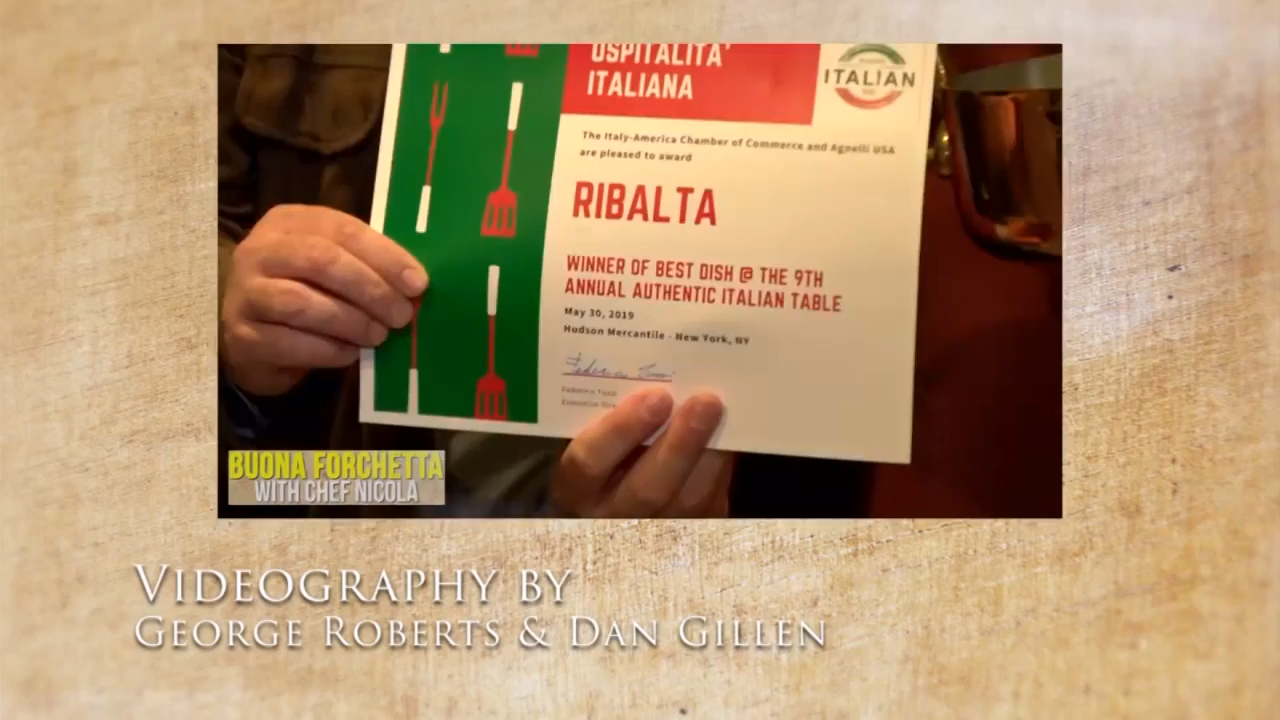 OSPITALITA'
ITALIANA
ITALIAN
The Italy-America Chamber of Commerce and Agnelli USA
are pleased to award
RIBALTA
WINNER OF BEST DISH @ THE 9TH
ANNUAL AUTHENTIC ITALIAN TABLE
May 30, 2019
Hudson Mercantile - New York, NY
BUONA FORCHETTA
WITH CHEF NICOLA
VIDEOGRAPHY BY
GEORGE ROBERTS & DAN GILLEN